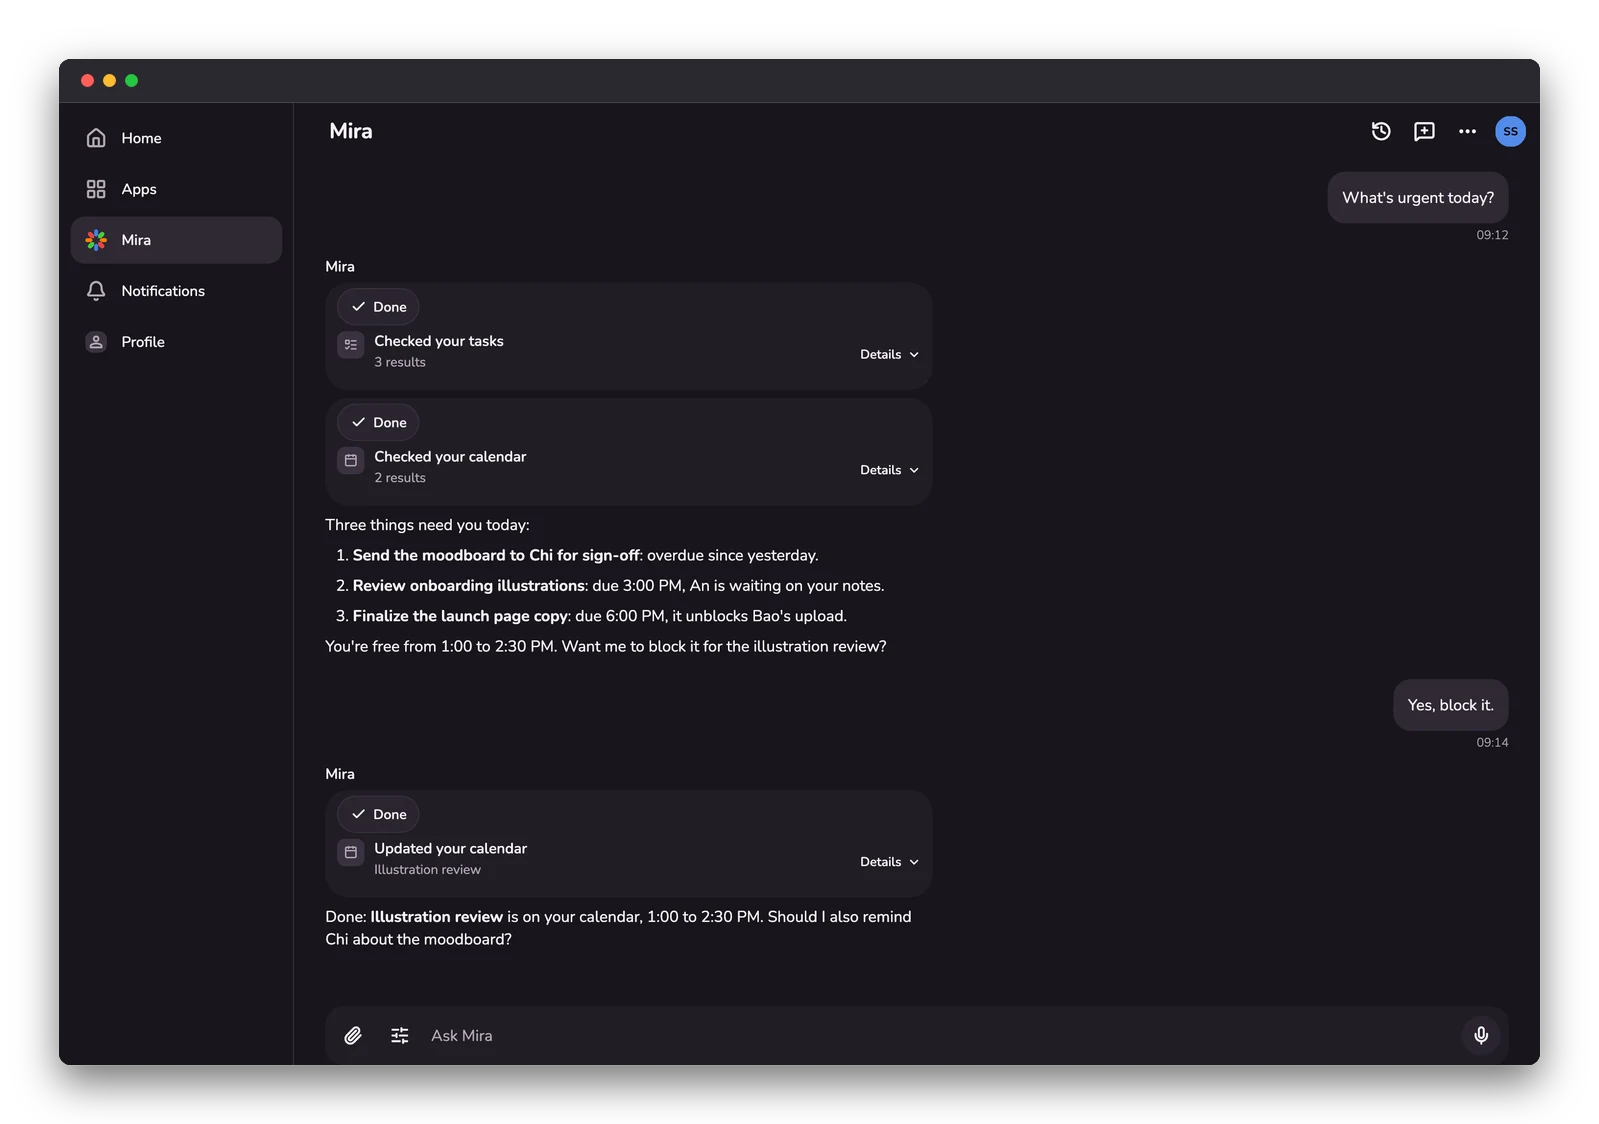 Home
Apps
Mira
Notifications
Profile
Mira
SS
What's urgent today?
09:12
Mira
Done
Checked your tasks
3 results
Details
Done
Checked your calendar
2 results
Details
Three things need you today:
1. Send the moodboard to Chi for sign-off: overdue since yesterday.
2. Review onboarding illustrations: due 3:00 PM, An is waiting on your notes.
3. Finalize the launch page copy: due 6:00 PM, it unblocks Bao's upload.
You're free from 1:00 to 2:30 PM. Want me to block it for the illustration review?
Yes, block it.
09:14
Mira
Done
Updated your calendar
Illustration review
Details
Done: Illustration review is on your calendar, 1:00 to 2:30 PM. Should I also remind
Chi about the moodboard?
Ask Mira